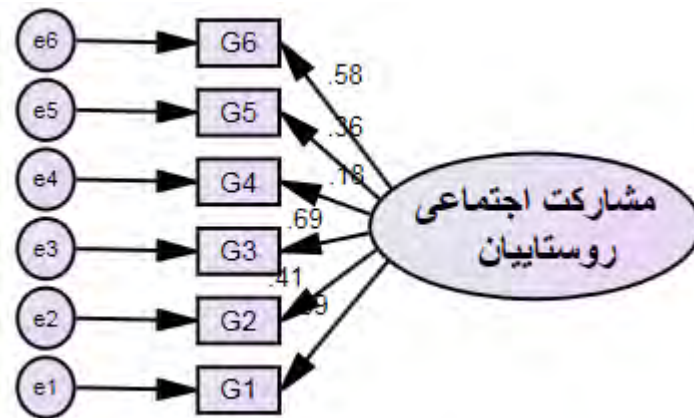 e6 G6
.58
e5 G5
.36
e4 G4
.18
مشارکت اجتماعی
روستاییان
e3 G3
.69
e2 G2
.41
e1 G1